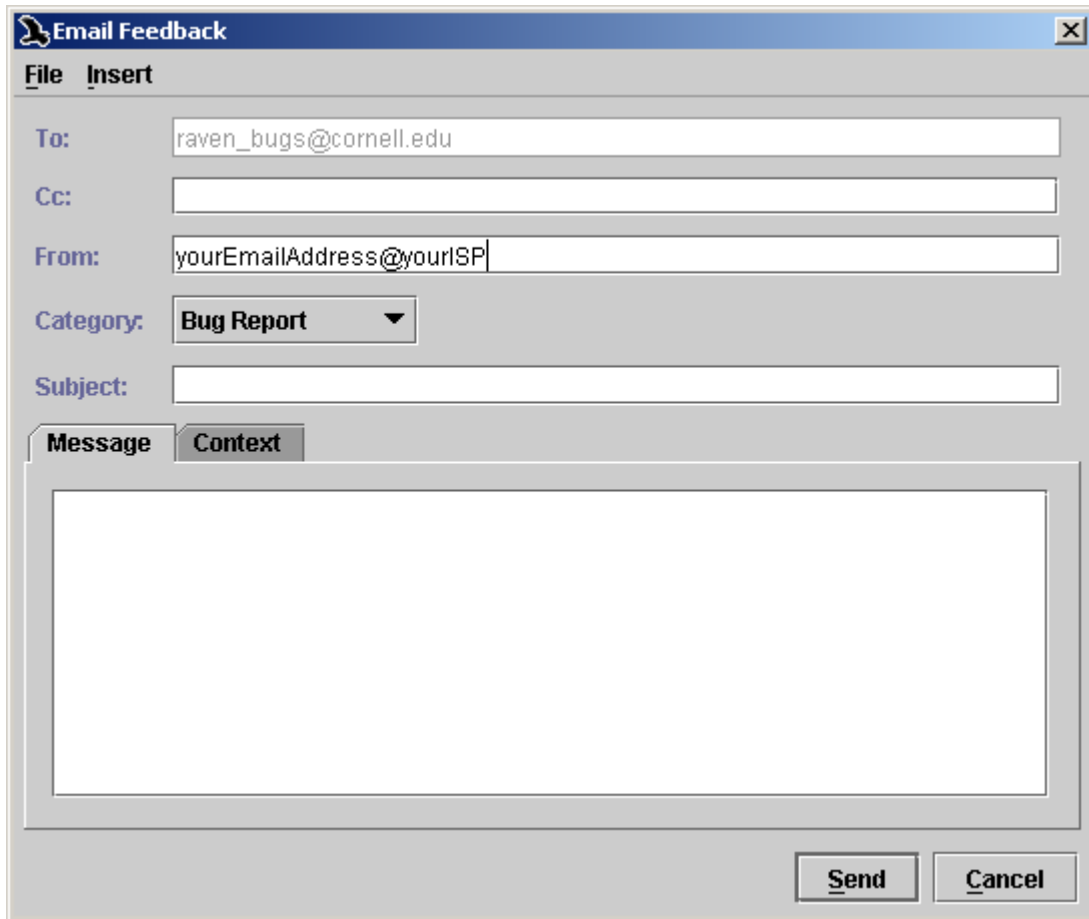 Email Feedback
File Insert
To: raven_bugs@cornell.edu
Cc:
From: yourEmailAddress@yourISP
Category: Bug Report
Subject:
Message Context
Send Cancel